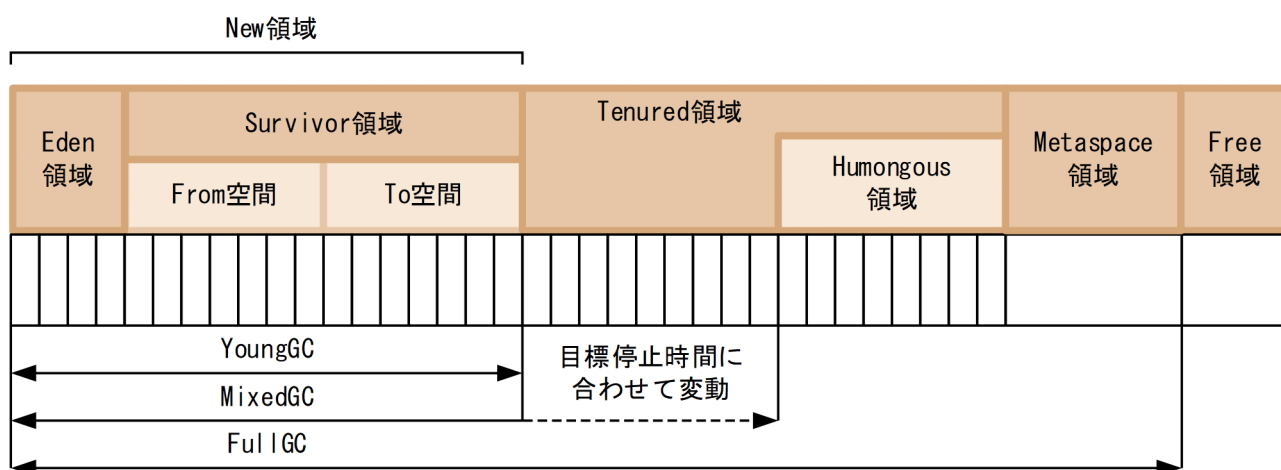 New領域
Eden
領域
Survivor領域
From空間
To空間
Tenured領域
Humongous
領域
Metaspace
領域
Free
領域
YoungGC
MixedGC
目標停止時間に
合わせて変動
FullGC